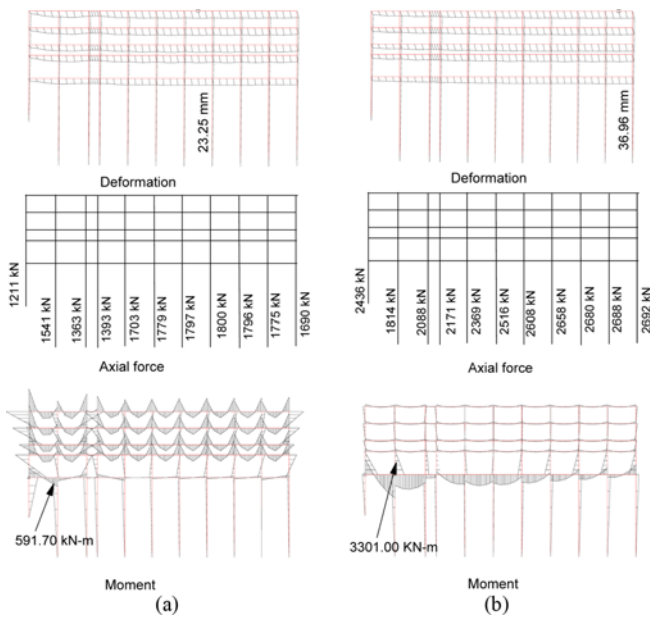 23.25 mm
Deformation
1211 kN
1541 kN
1363 kN
1393 kN
1703 kN
1779 kN
1797 kN
1800 kN
1796 kN
1775 kN
1690 kN
Axial force
591.70 kN-m
Moment
(a)
36.96 mm
Deformation
2436 kN
1814 kN
2088 kN
2171 kN
2369 kN
2516 kN
2608 kN
2658 kN
2680 kN
2688 kN
2692 kN
Axial force
3301.00 KN-m
Moment
(b)